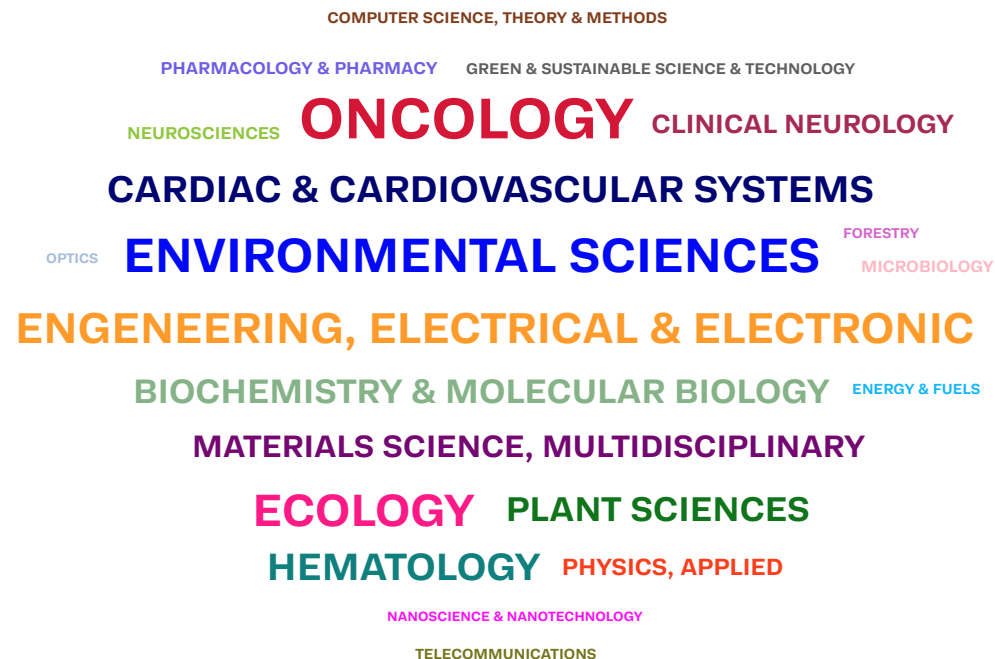 COMPUTER SCIENCE, THEORY & METHODS
PHARMACOLOGY & PHARMACY GREEN & SUSTAINABLE SCIENCE & TECHNOLOGY
NEUROSCIENCES ONCOLOGY CLINICAL NEUROLOGY
CARDIAC & CARDIOVASCULAR SYSTEMS
FORESTRY
OPTICS ENVIRONMENTAL SCIENCES MICROBIOLOGY
ENGENEERING, ELECTRICAL & ELECTRONIC
BIOCHEMISTRY & MOLECULAR BIOLOGY ENERGY & FUELS
MATERIALS SCIENCE, MULTIDISCIPLINARY
ECOLOGY PLANT SCIENCES
HEMATOLOGY PHYSICS, APPLIED
NANOSCIENCE & NANOTECHNOLOGY
TELECOMMUNICATIONS